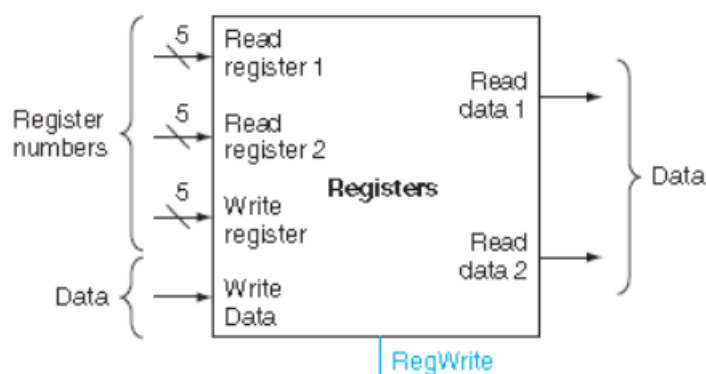 5
Read
register 1
Read
data 1
5
Read
register 2
Register
numbers
Registers
Data
5
Write
register
Read
data 2
Data
Write
Data
RegWrite